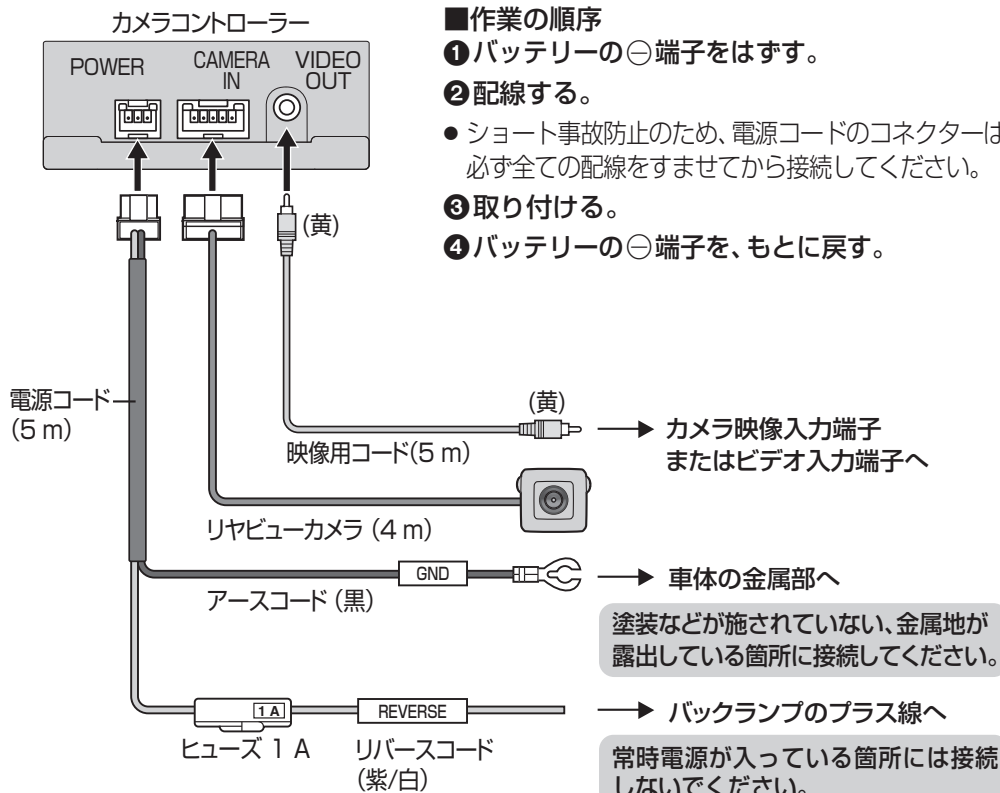 カメラコントローラー
POWER
CAMERA
IN
VIDEO
OUT
(黄)
電源コード
(5 m)
映像用コード(5 m)
(黄)
カメラ映像入力端子
またはビデオ入力端子へ
リヤビューカメラ (4 m)
GND
アースコード (黒)
車体の金属部へ
塗装などが施されていない、金属地が
露出している箇所に接続してください。
1 A
REVERSE
ヒューズ 1 A
リバースコード
(紫/白)
バックランプのプラス線へ
常時電源が入っている箇所には接続
しないでください。
■作業の順序
❶バッテリーの㊀端子をはずす。
❷配線する。
● ショート事故防止のため、電源コードのコネクターは
必ず全ての配線をすませてから接続してください。
❸取り付ける。
❹バッテリーの㊀端子を、もとに戻す。